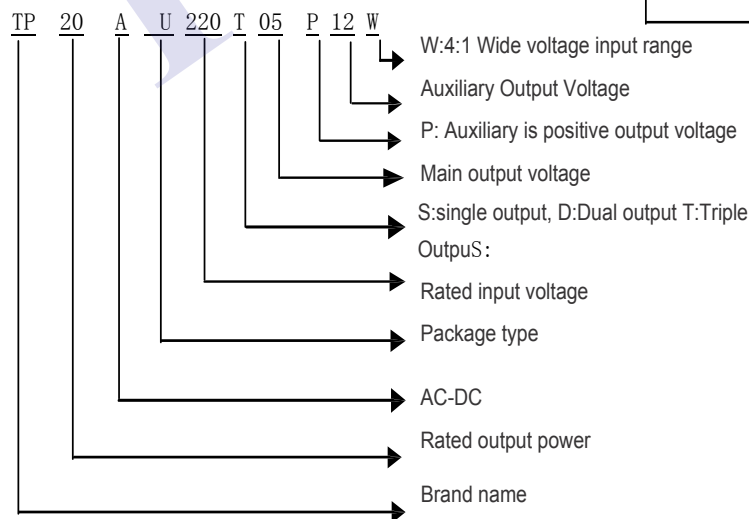 TP 20 A U 220 T 05 P 12 W
W:4:1 Wide voltage input range
Auxiliary Output Voltage
P: Auxiliary is positive output voltage
Main output voltage
S:single output, D:Dual output T:Triple
OutpuS:
Rated input voltage
Package type
AC-DC
Rated output power
Brand name